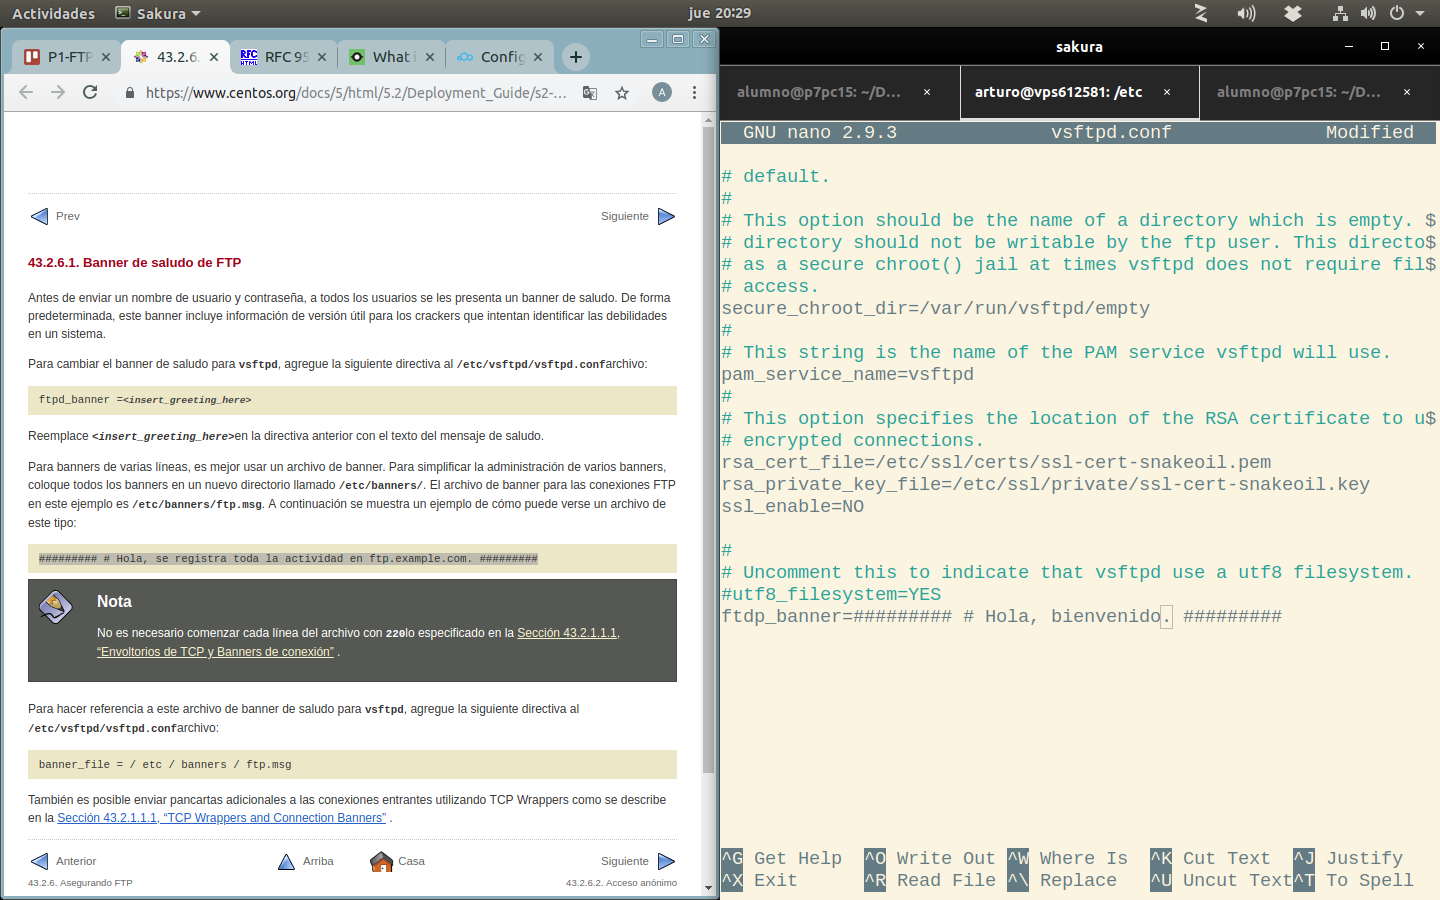 Actividades Sakura jue 20:29
P1-FTP 43.2.6. RFC 95 What i Config
https://www.centos.org/docs/5/html/5.2/Deployment_Guide/s2-... A
Prev Siguiente
43.2.6.1. Banner de saludo de FTP
Antes de enviar un nombre de usuario y contraseña, a todos los usuarios se les presenta un banner de saludo. De forma
predeterminada, este banner incluye información de versión útil para los crackers que intentan identificar las debilidades
en un sistema.
Para cambiar el banner de saludo para vsftpd, agregue la siguiente directiva al /etc/vsftpd/vsftpd.confarchivo:
ftpd_banner =<insert_greeting_here>
Reemplace <insert_greeting_here>en la directiva anterior con el texto del mensaje de saludo.
Para banners de varias líneas, es mejor usar un archivo de banner. Para simplificar la administración de varios banners,
coloque todos los banners en un nuevo directorio llamado /etc/banners/. El archivo de banner para las conexiones FTP
en este ejemplo es /etc/banners/ftp.msg. A continuación se muestra un ejemplo de cómo puede verse un archivo de
este tipo:
######### # Hola, se registra toda la actividad en ftp.example.com. #########
Nota
No es necesario comenzar cada línea del archivo con 220lo especificado en la Sección 43.2.1.1.1,
“Envoltorios de TCP y Banners de conexión” .
Para hacer referencia a este archivo de banner de saludo para vsftpd, agregue la siguiente directiva al
/etc/vsftpd/vsftpd.confarchivo:
banner_file = / etc / banners / ftp.msg
También es posible enviar pancartas adicionales a las conexiones entrantes utilizando TCP Wrappers como se describe
en la Sección 43.2.1.1.1, “TCP Wrappers and Connection Banners” .
Anterior Arriba Casa Siguiente
43.2.6. Asegurando FTP 43.2.6.2. Acceso anónimo
sakura
alumno@p7pc15: ~/D... arturo@vps612581: /etc alumno@p7pc15: ~/D...
GNU nano 2.9.3 vsftpd.conf Modified
# default.
#
# This option should be the name of a directory which is empty. $
# directory should not be writable by the ftp user. This directo$
# as a secure chroot() jail at times vsftpd does not require fil$
# access.
secure_chroot_dir=/var/run/vsftpd/empty
#
# This string is the name of the PAM service vsftpd will use.
pam_service_name=vsftpd
#
# This option specifies the location of the RSA certificate to u$
# encrypted connections.
rsa_cert_file=/etc/ssl/certs/ssl-cert-snakeoil.pem
rsa_private_key_file=/etc/ssl/private/ssl-cert-snakeoil.key
ssl_enable=NO
#
# Uncomment this to indicate that vsftpd use a utf8 filesystem.
#utf8_filesystem=YES
ftdp_banner=######### # Hola, bienvenido. #########
^G Get Help ^O Write Out ^W Where Is ^K Cut Text ^J Justify
^X Exit ^R Read File ^\ Replace ^U Uncut Text ^T To Spell